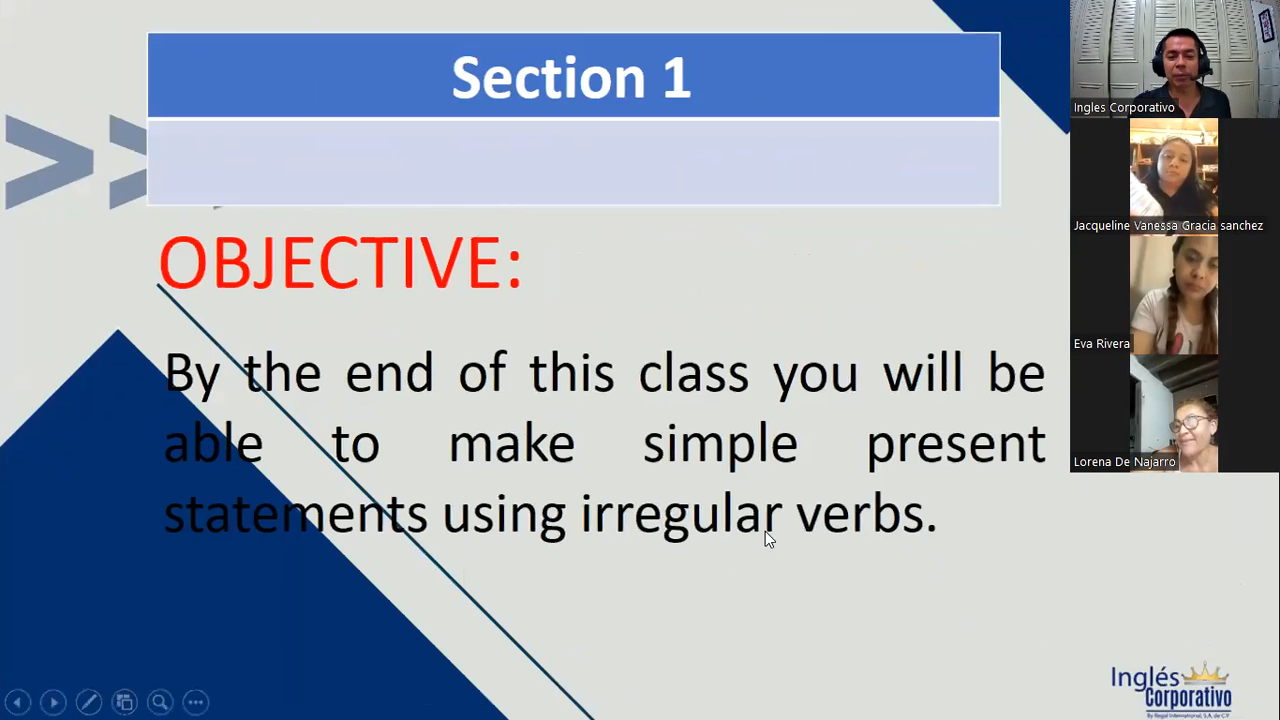 Section 1
OBJECTIVE:
By the end of this class you will be
able to make simple present
statements using irregular verbs.
Ingles Corporativo
Jacqueline Vanessa Gracia sanchez
Eva Rivera
Lorena De Najarro
Inglés
Corporativo